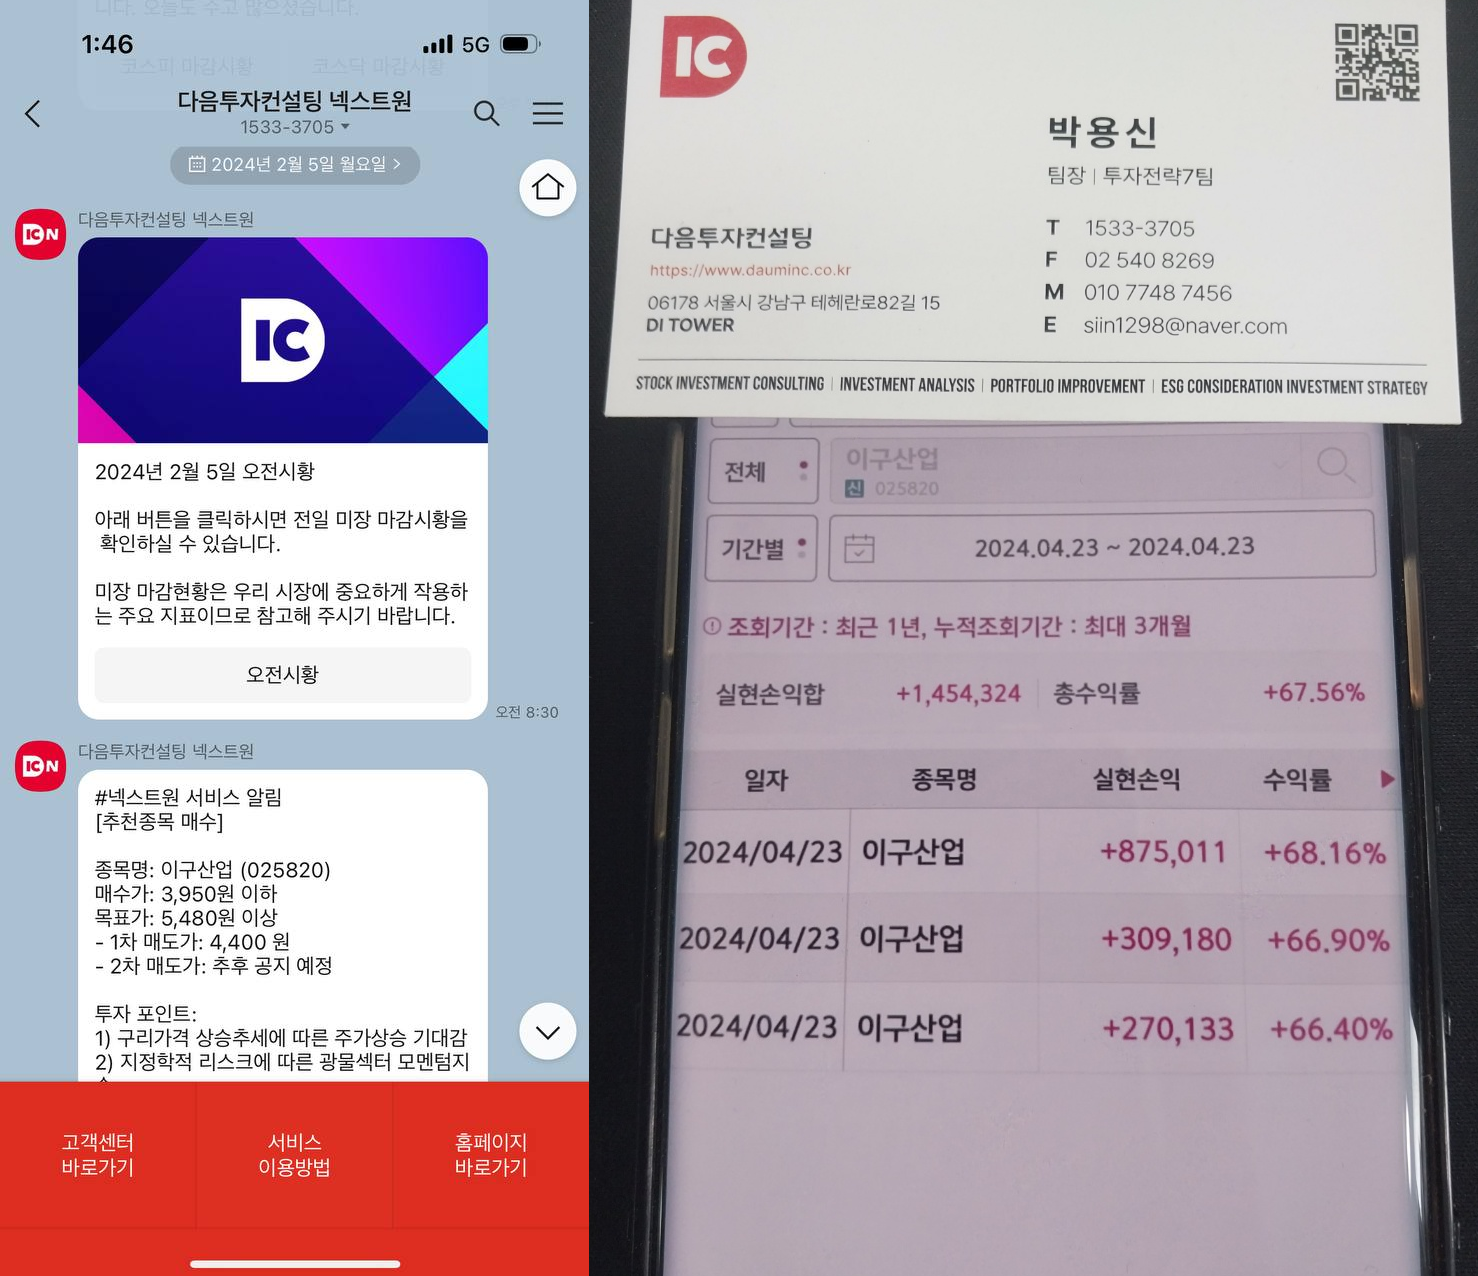 니다. 오늘도 수고 많으셨습니다.
1:46
5G
코스피 마감시황 코스닥 마감시황
다음투자컨설팅 넥스트원
1533-3705
2024년 2월 5일 월요일 >
IC N
다음투자컨설팅 넥스트원
IC
2024년 2월 5일 오전시황
아래 버튼을 클릭하시면 전일 미장 마감시황을
확인하실 수 있습니다.
미장 마감현황은 우리 시장에 중요하게 작용하
는 주요 지표이므로 참고해 주시기 바랍니다.
오전시황
오전 8:30
IC N
다음투자컨설팅 넥스트원
#넥스트원 서비스 알림
[추천종목 매수]
종목명: 이구산업 (025820)
매수가: 3,950원 이하
목표가: 5,480원 이상
- 1차 매도가: 4,400 원
- 2차 매도가: 추후 공지 예정
투자 포인트:
1) 구리가격 상승추세에 따른 주가상승 기대감
2) 지정학적 리스크에 따른 광물섹터 모멘텀지
고객센터
바로가기
서비스
이용방법
홈페이지
바로가기
IC
박용신
팀장 | 투자전략7팀
다음투자컨설팅
https://www.dauminc.co.kr
06178 서울시 강남구 테헤란로82길 15
DI TOWER
T 1533-3705
F 02 540 8269
M 010 7748 7456
E siin1298@naver.com
STOCK INVESTMENT CONSULTING | INVESTMENT ANALYSIS | PORTFOLIO IMPROVEMENT | ESG CONSIDERATION INVESTMENT STRATEGY
전체 이구산업
신 025820
기간별 2024.04.23 ~ 2024.04.23
조회기간 : 최근 1년, 누적조회기간 : 최대 3개월
실현손익합 +1,454,324 총수익률 +67.56%
일자 종목명 실현손익 수익률
2024/04/23 이구산업 +875,011 +68.16%
2024/04/23 이구산업 +309,180 +66.90%
2024/04/23 이구산업 +270,133 +66.40%